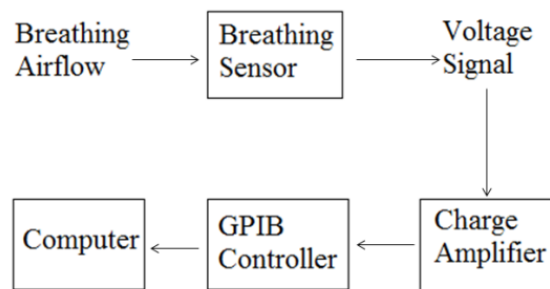 Breathing
Airflow
Breathing
Sensor
Voltage
Signal
Charge
Amplifier
GPIB
Controller
Computer